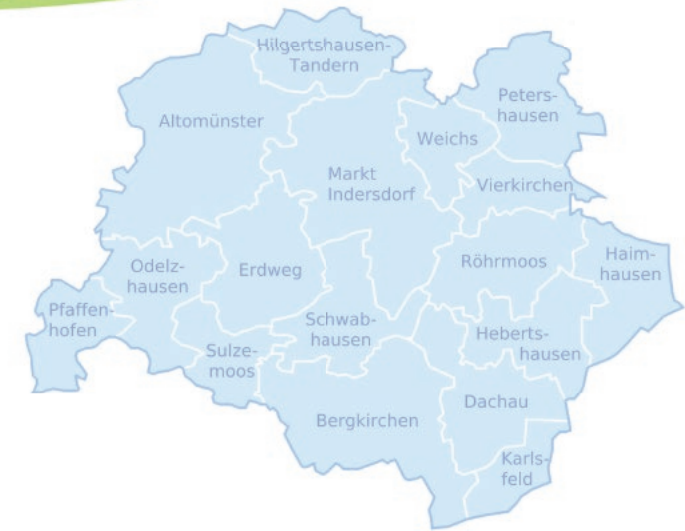 Hilgertshausen-
Tandern
Altomünster
Peters-
hausen
Weichs
Markt
Indersdorf
Vierkirchen
Odelz-
hausen
Erdweg
Röhrmoos
Haim-
hausen
Pfaffen-
hofen
Schwab-
hausen
Heberts-
hausen
Sulze-
moos
Bergkirchen
Dachau
Karls-
feld